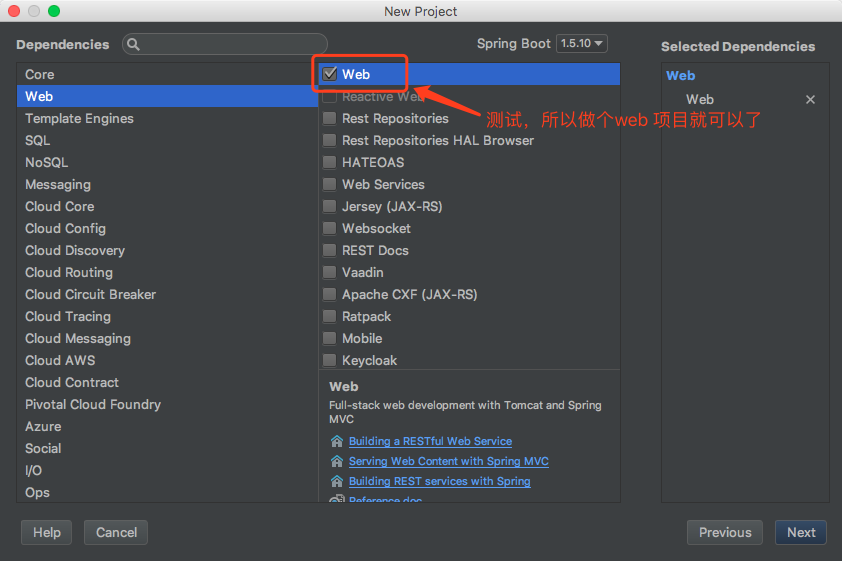 New Project
Dependencies
Spring Boot 1.5.10
Selected Dependencies
Core
Web
Template Engines
SQL
NoSQL
Messaging
Cloud Core
Cloud Config
Cloud Discovery
Cloud Routing
Cloud Circuit Breaker
Cloud Tracing
Cloud Messaging
Cloud AWS
Cloud Contract
Pivotal Cloud Foundry
Azure
Social
I/O
Ops
Web
Reactive Web
Rest Repositories
Rest Repositories HAL Browser
HATEOAS
Web Services
Jersey (JAX-RS)
Websocket
REST Docs
Vaadin
Apache CXF (JAX-RS)
Ratpack
Mobile
Keycloak
测试，所以做个web 项目就可以了
Web
Full-stack web development with Tomcat and Spring
MVC
Building a RESTful Web Service
Serving Web Content with Spring MVC
Building REST services with Spring
Reference doc
Web
Web
Help
Cancel
Previous
Next